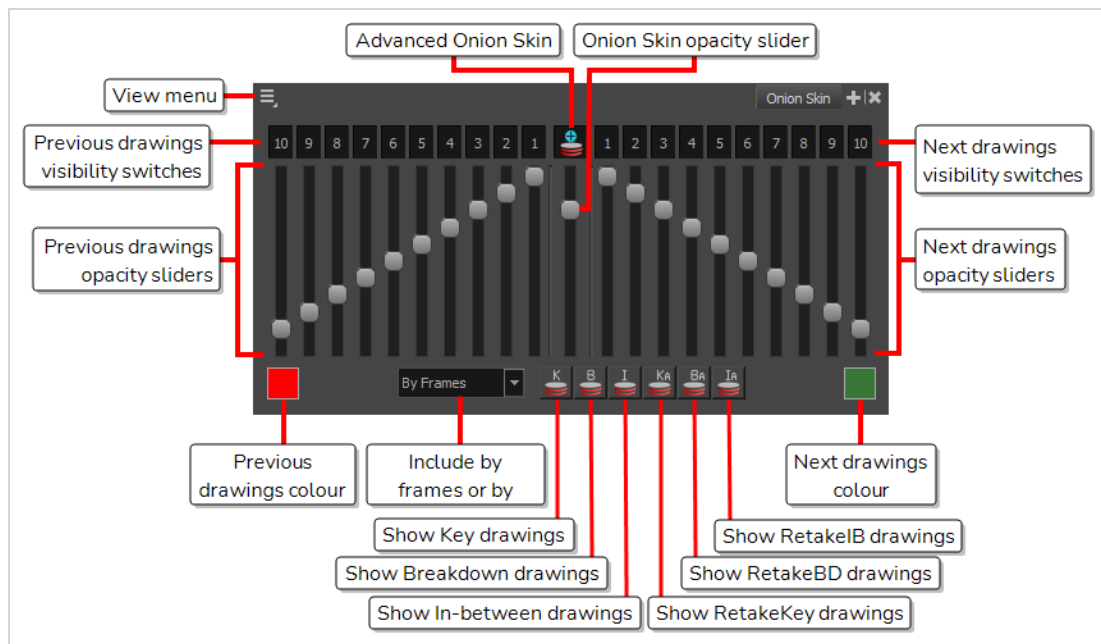 Advanced Onion Skin
Onion Skin opacity slider
View menu
Onion Skin
Previous drawings
visibility switches
10 9 8 7 6 5 4 3 2 1
1 2 3 4 5 6 7 8 9 10
Next drawings
visibility switches
Previous drawings
opacity sliders
Next drawings
opacity sliders
By Frames
K B I KA BA IA
Previous
drawings colour
Include by
frames or by
Next drawings
colour
Show Key drawings
Show RetakeIB drawings
Show Breakdown drawings
Show RetakeBD drawings
Show In-between drawings
Show RetakeKey drawings